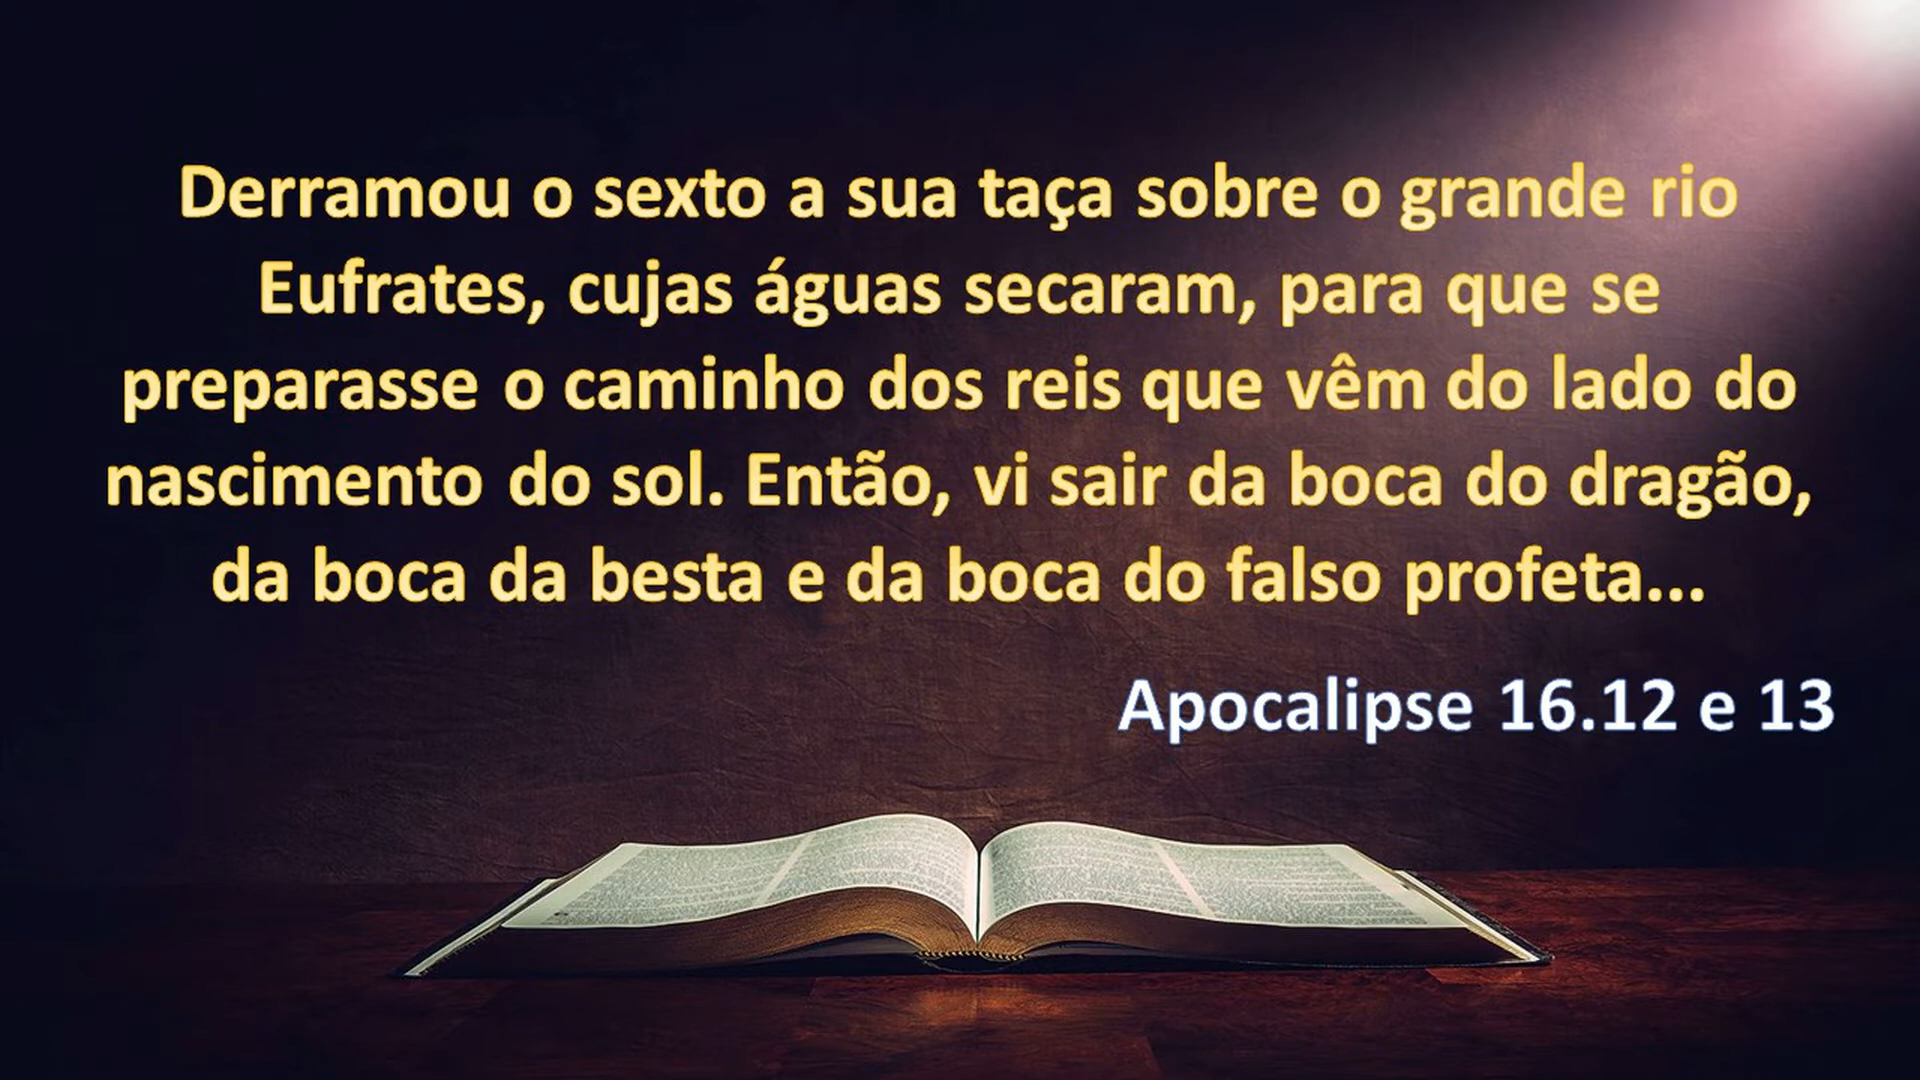 Derramou o sexto a sua taça sobre o grande rio
Eufrates, cujas águas secaram, para que se
preparasse o caminho dos reis que vêm do lado do
nascimento do sol. Então, vi sair da boca do dragão,
da boca da besta e da boca do falso profeta...
Apocalipse 16.12 e 13